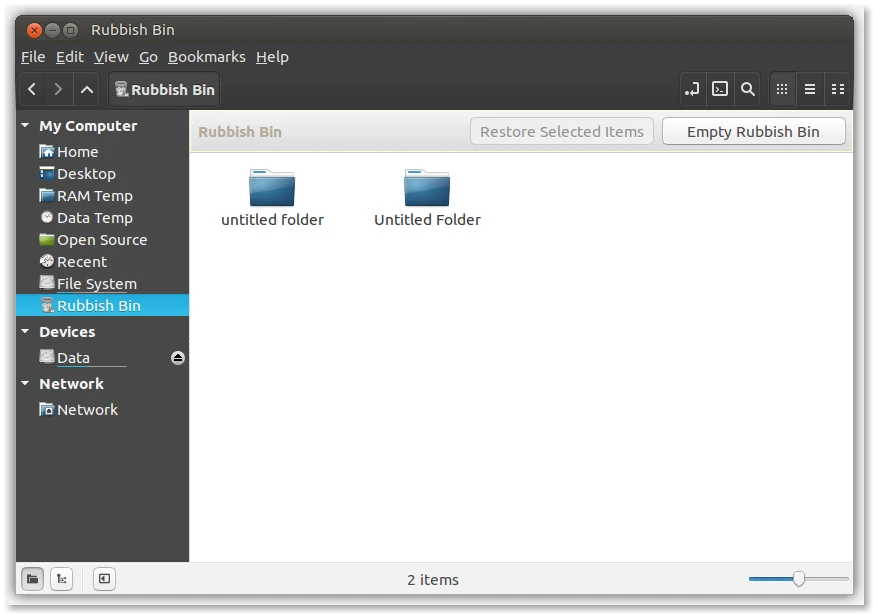 Rubbish Bin
File Edit View Go Bookmarks Help
Rubbish Bin
My Computer
Home
Desktop
RAM Temp
Data Temp
Open Source
Recent
File System
Rubbish Bin
Devices
Data
Network
Network
Rubbish Bin Restore Selected Items Empty Rubbish Bin
untitled folder Untitled Folder
2 items